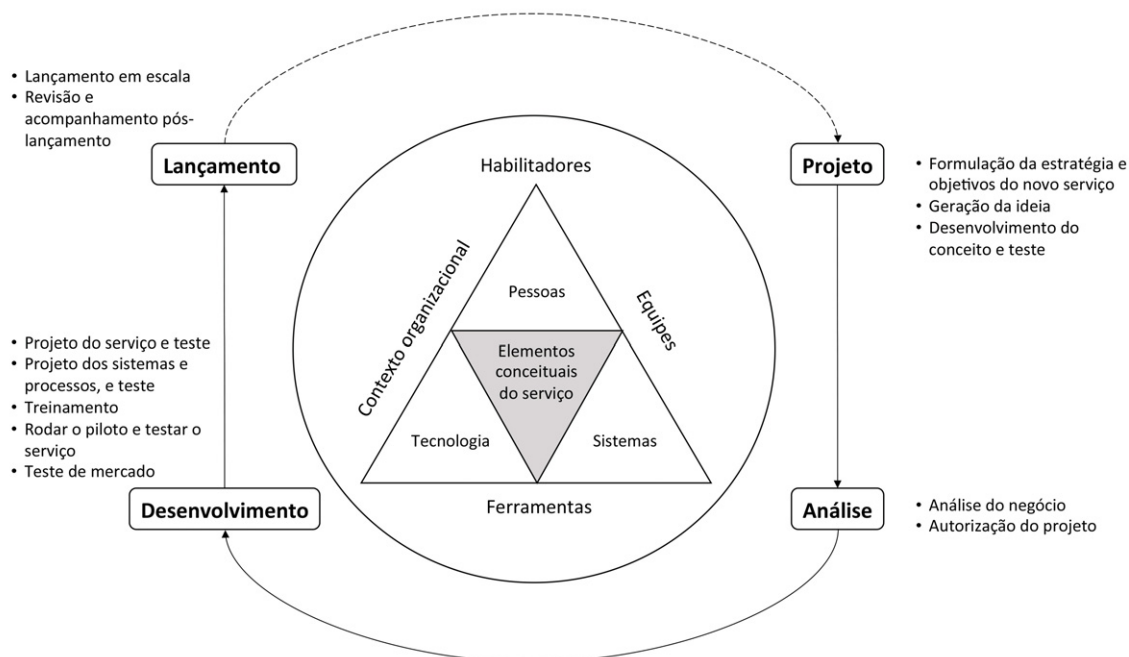 • Lançamento em escala
• Revisão e
acompanhamento pós-
lançamento
Lançamento
Habilitadores
Projeto
• Formulação da estratégia e
objetivos do novo serviço
• Geração da ideia
• Desenvolvimento do
conceito e teste
Contexto organizacional
Pessoas
Equipes
Elementos
conceituais
do serviço
Tecnologia
Sistemas
Ferramentas
• Projeto do serviço e teste
• Projeto dos sistemas e
processos, e teste
• Treinamento
• Rodar o piloto e testar o
serviço
• Teste de mercado
Desenvolvimento
Análise
• Análise do negócio
• Autorização do projeto